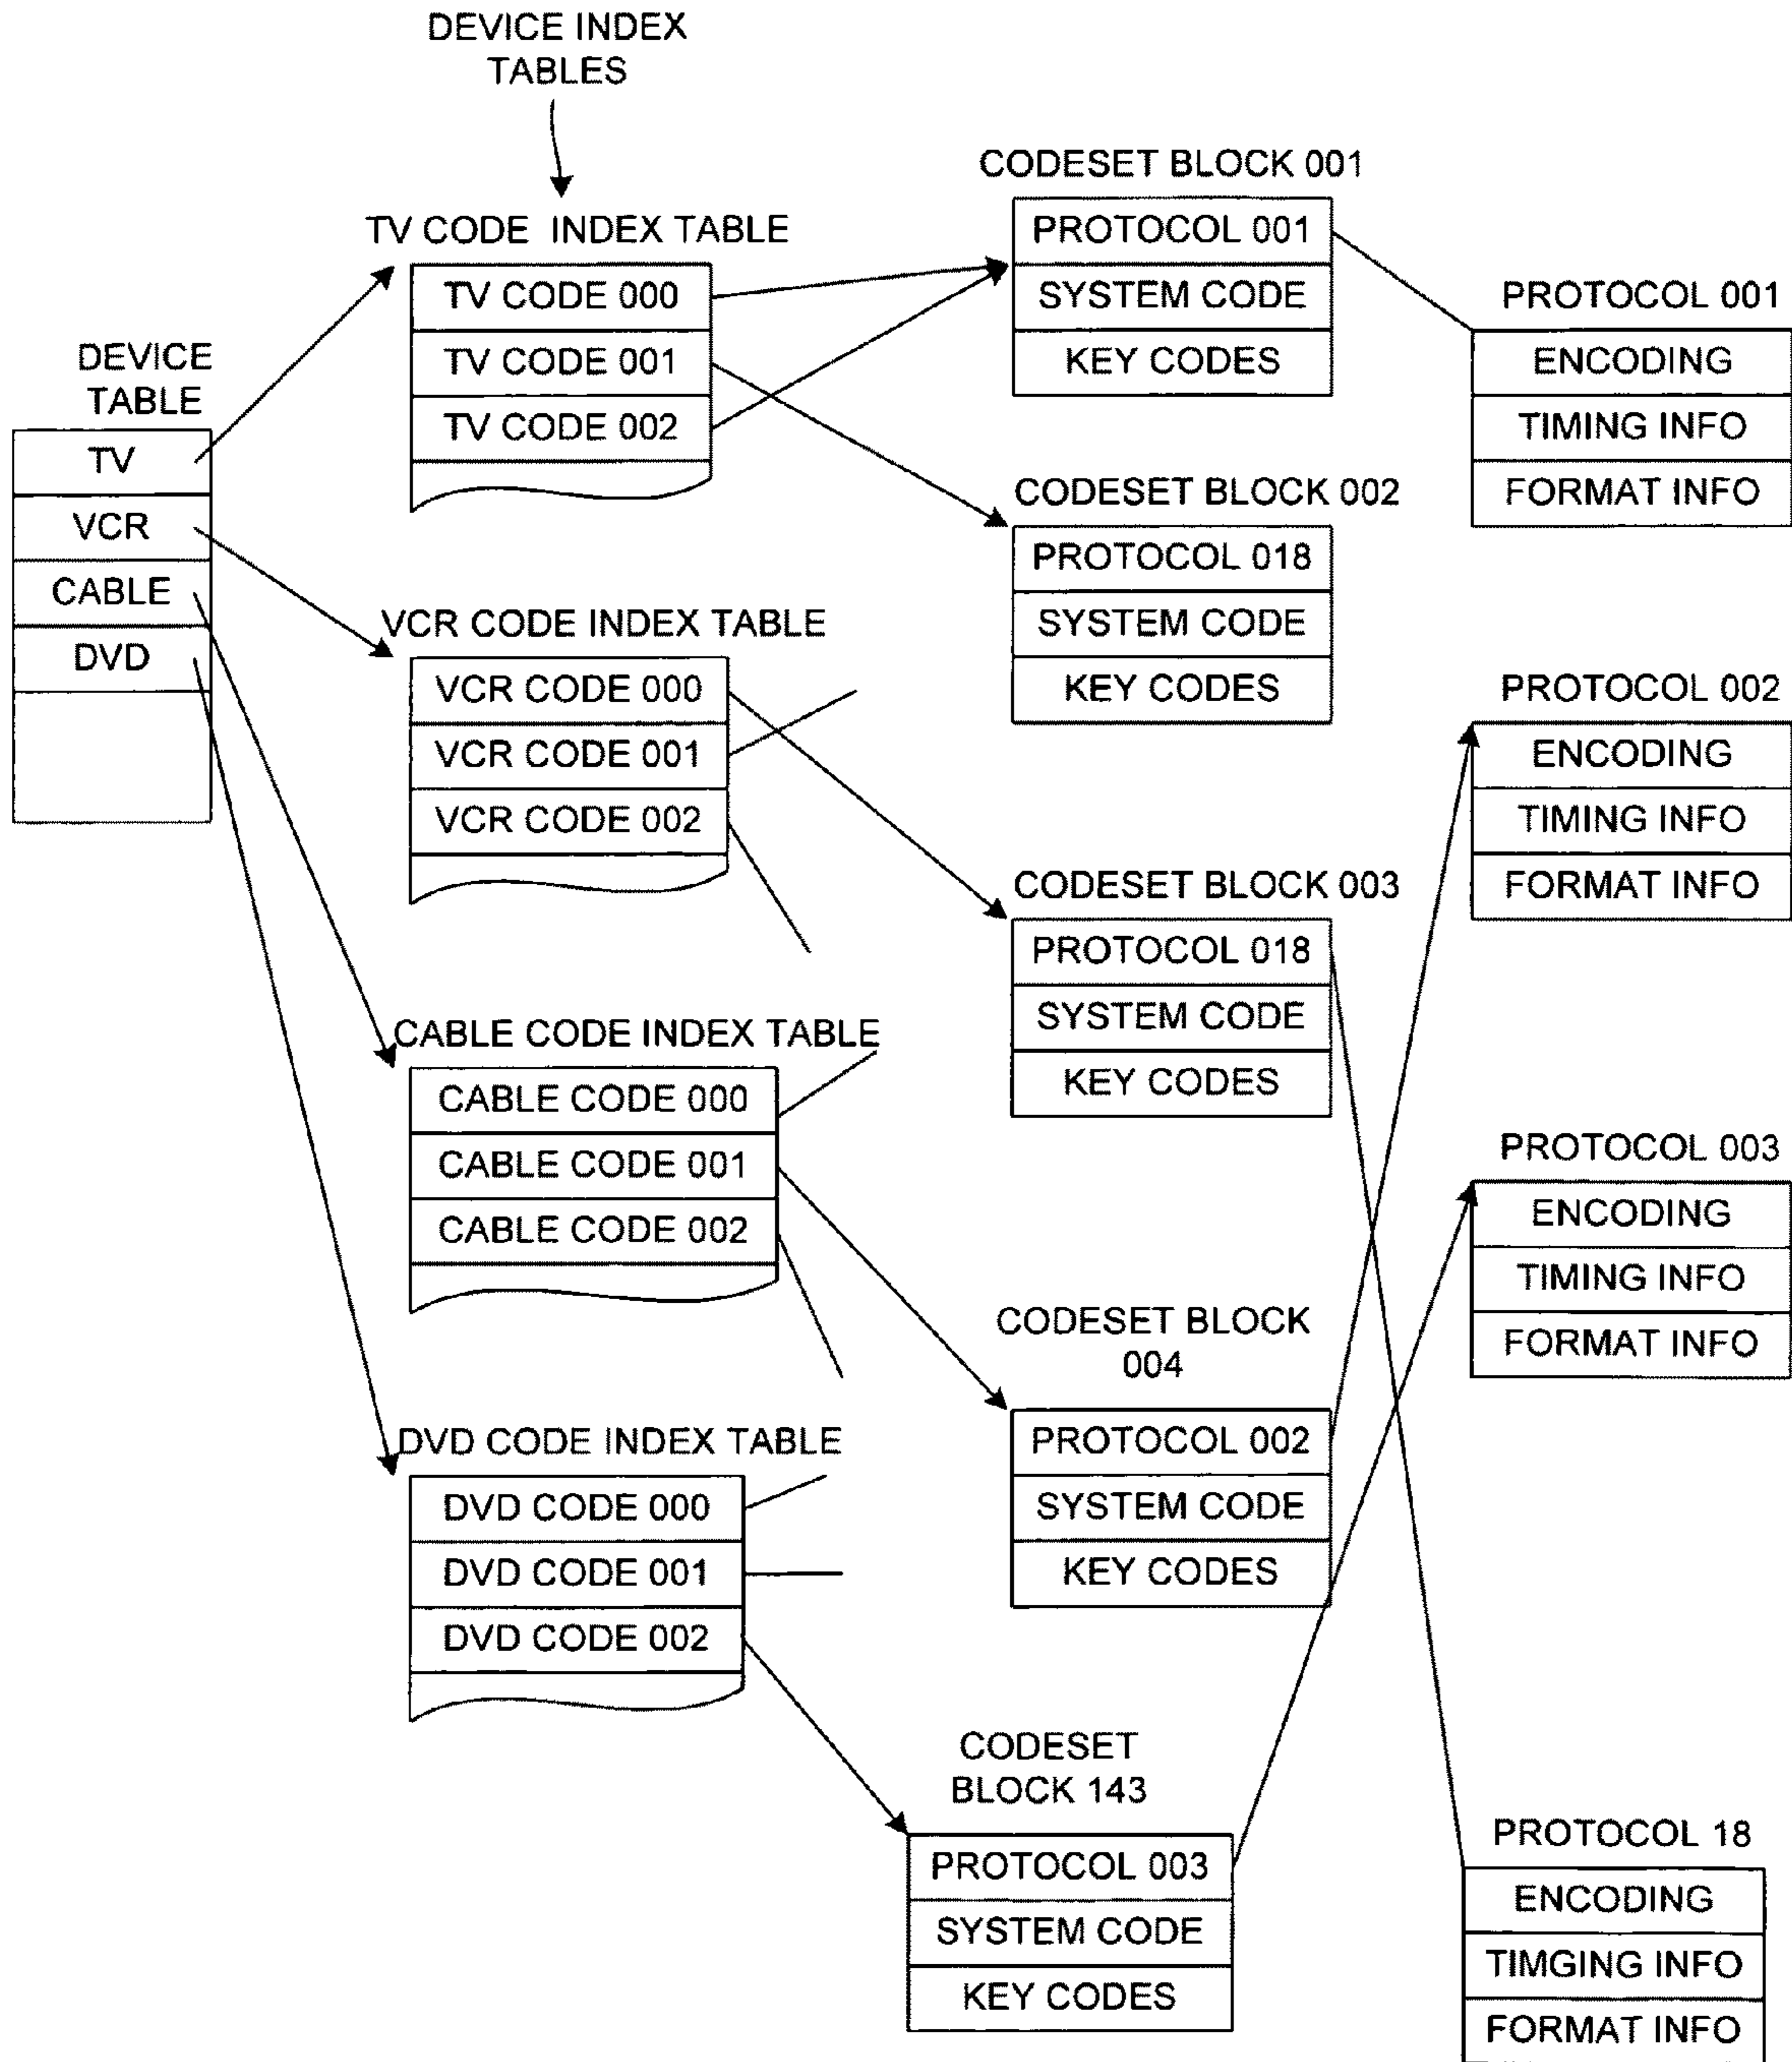 DEVICE INDEX
TABLES
DEVICE
TABLE
TV
VCR
CABLE
DVD
TV CODE INDEX TABLE
TV CODE 000
TV CODE 001
TV CODE 002
VCR CODE INDEX TABLE
VCR CODE 000
VCR CODE 001
VCR CODE 002
CABLE CODE INDEX TABLE
CABLE CODE 000
CABLE CODE 001
CABLE CODE 002
DVD CODE INDEX TABLE
DVD CODE 000
DVD CODE 001
DVD CODE 002
CODESET BLOCK 001
PROTOCOL 001
SYSTEM CODE
KEY CODES
CODESET BLOCK 002
PROTOCOL 018
SYSTEM CODE
KEY CODES
CODESET BLOCK 003
PROTOCOL 018
SYSTEM CODE
KEY CODES
CODESET BLOCK
004
PROTOCOL 002
SYSTEM CODE
KEY CODES
CODESET
BLOCK 143
PROTOCOL 003
SYSTEM CODE
KEY CODES
PROTOCOL 001
ENCODING
TIMING INFO
FORMAT INFO
PROTOCOL 002
ENCODING
TIMING INFO
FORMAT INFO
PROTOCOL 003
ENCODING
TIMING INFO
FORMAT INFO
PROTOCOL 18
ENCODING
TIMGING INFO
FORMAT INFO